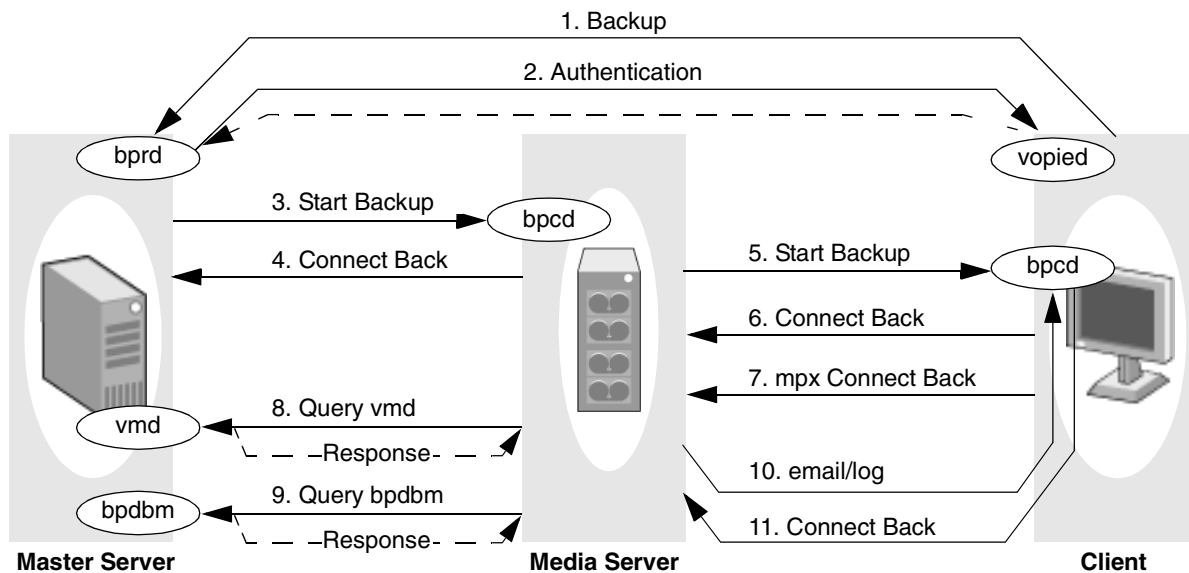 1. Backup
2. Authentication
bprd
vopied
3. Start Backup
bpcd
4. Connect Back
5. Start Backup
bpcd
6. Connect Back
7. mpx Connect Back
8. Query vmd
vmd
Response
10. email/log
9. Query bpdbm
bpdbm
Response
11. Connect Back
Master Server
Media Server
Client